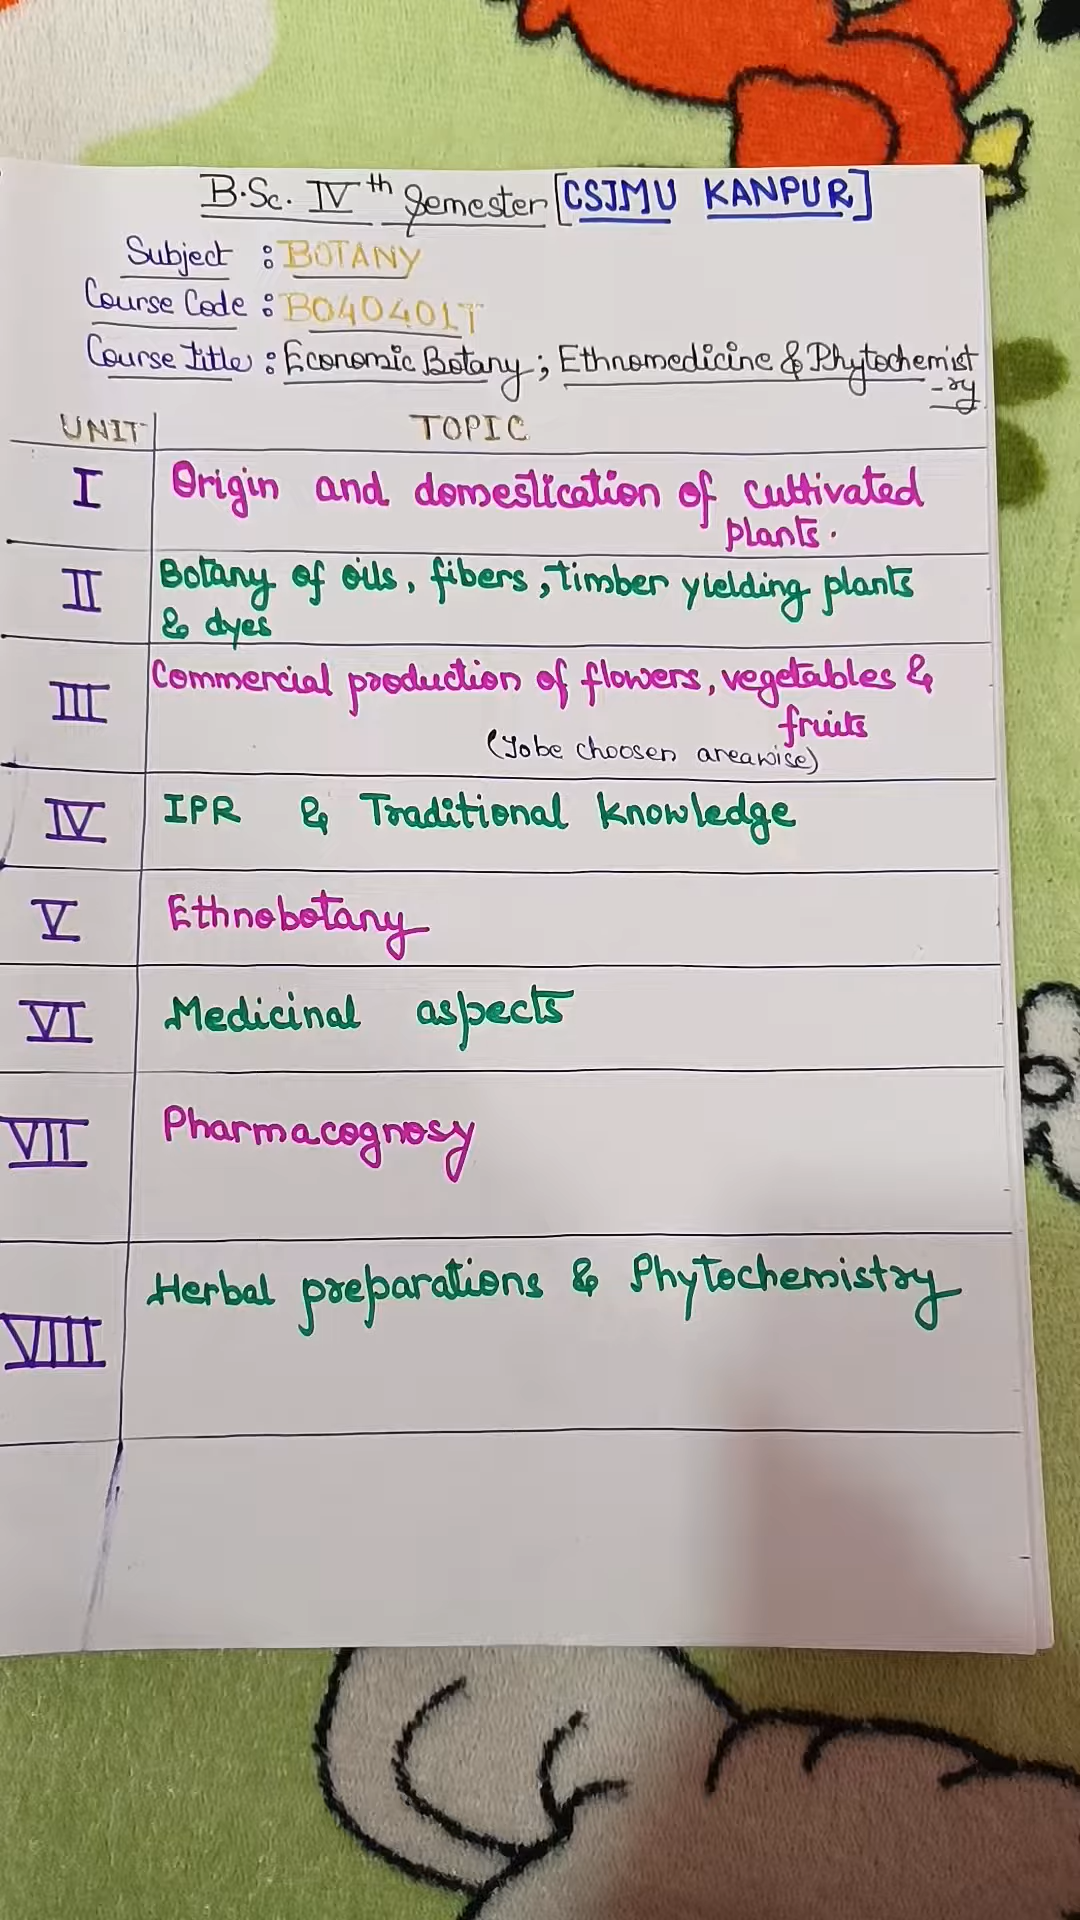 B.Sc. IVth Semester [CSJMU KANPUR]
Subject : BOTANY
Course Code : B040401T
Course Title : Economic Botany ; Ethnomedicine & Phytochemist
-ry
UNIT TOPIC
I Origin and domestication of cultivated
plants.
II Botany of oils, fibers, timber yielding plants
& dyes
III Commercial production of flowers, vegetables &
fruits
(To be choosen areawise)
IV IPR & Traditional knowledge
V Ethnobotany
VI Medicinal aspects
VII Pharmacognosy
VIII Herbal preparations & Phytochemistry